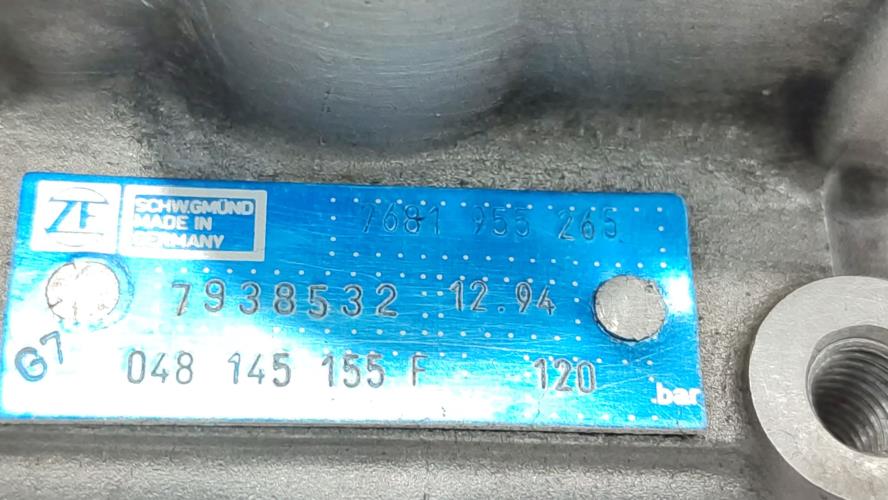 ZF
SCHW.GMÜND
MADE IN
GERMANY
7681 955 265
7938532 12.94
G7
048 145 155 F 120 .bar